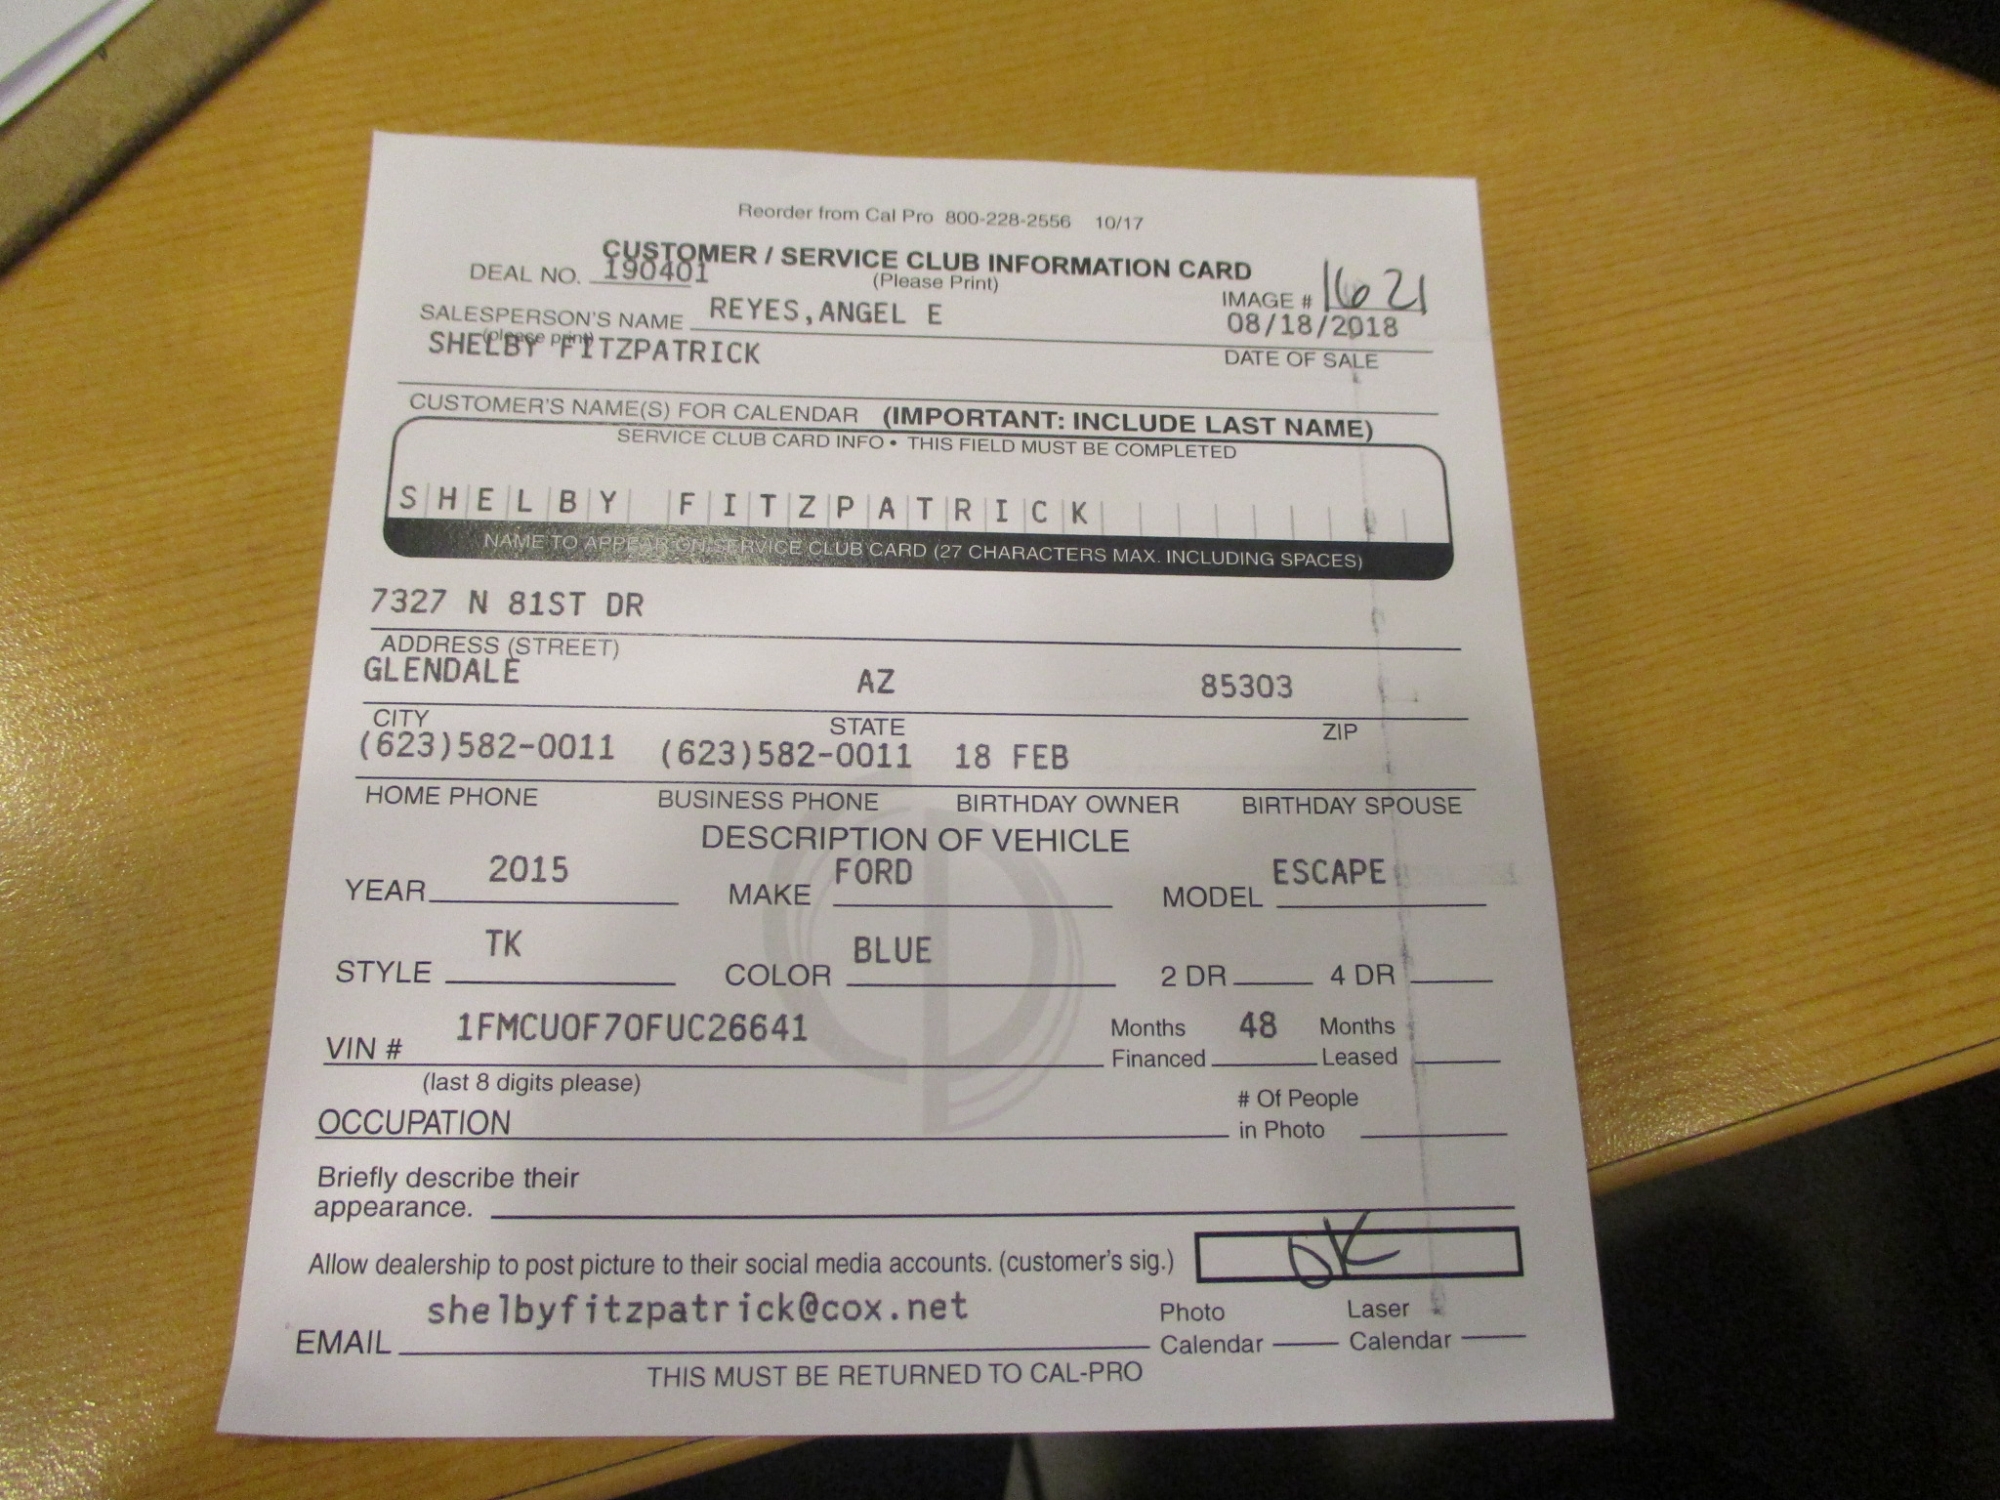 Reorder from Cal Pro 800-228-2556 10/17
CUSTOMER / SERVICE CLUB INFORMATION CARD
DEAL NO. 190401 (Please Print)
IMAGE # 1621
SALESPERSON'S NAME REYES,ANGEL E 08/18/2018
(please print) DATE OF SALE
SHELBY FITZPATRICK
CUSTOMER'S NAME(S) FOR CALENDAR (IMPORTANT: INCLUDE LAST NAME)
SERVICE CLUB CARD INFO • THIS FIELD MUST BE COMPLETED
SHELBY FITZPATRICK
NAME TO APPEAR ON SERVICE CLUB CARD (27 CHARACTERS MAX. INCLUDING SPACES)
7327 N 81ST DR
ADDRESS (STREET)
GLENDALE AZ 85303
CITY STATE ZIP
(623)582-0011 (623)582-0011 18 FEB
HOME PHONE BUSINESS PHONE BIRTHDAY OWNER BIRTHDAY SPOUSE
DESCRIPTION OF VEHICLE
YEAR 2015 MAKE FORD MODEL ESCAPE
STYLE TK COLOR BLUE 2 DR 4 DR
VIN # 1FMCU0F70FUC26641 Months Financed 48 Months Leased
(last 8 digits please)
OCCUPATION # Of People in Photo
Briefly describe their
appearance.
Allow dealership to post picture to their social media accounts. (customer's sig.) OK
EMAIL shelbyfitzpatrick@cox.net Photo Calendar Laser Calendar
THIS MUST BE RETURNED TO CAL-PRO